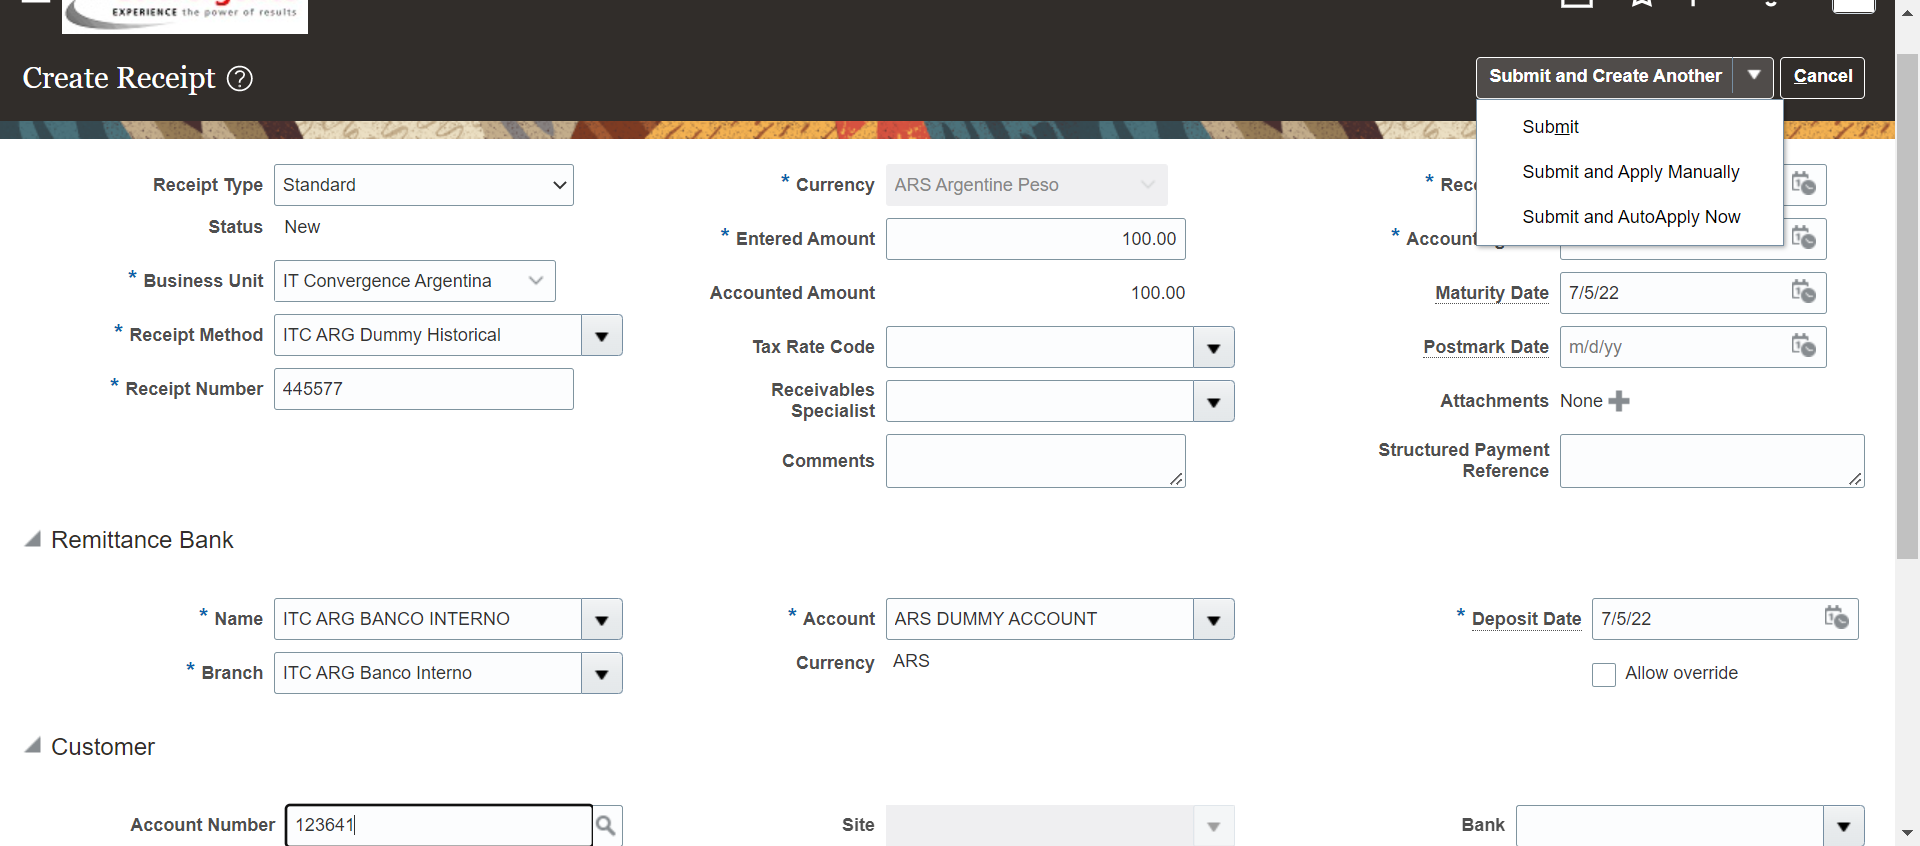 EXPERIENCE the power of results
Create Receipt ?
Submit and Create Another
Cancel
Submit
Submit and Apply Manually
Submit and AutoApply Now
Receipt Type Standard
Status New
* Business Unit IT Convergence Argentina
* Receipt Method ITC ARG Dummy Historical
* Receipt Number 445577
* Currency ARS Argentine Peso
* Entered Amount 100.00
Accounted Amount 100.00
Tax Rate Code
Receivables
Specialist
Comments
* Rec
* Account
Maturity Date 7/5/22
Postmark Date m/d/yy
Attachments None
Structured Payment
Reference
Remittance Bank
* Name ITC ARG BANCO INTERNO
* Branch ITC ARG Banco Interno
* Account ARS DUMMY ACCOUNT
Currency ARS
* Deposit Date 7/5/22
Allow override
Customer
Account Number 123641
Site
Bank